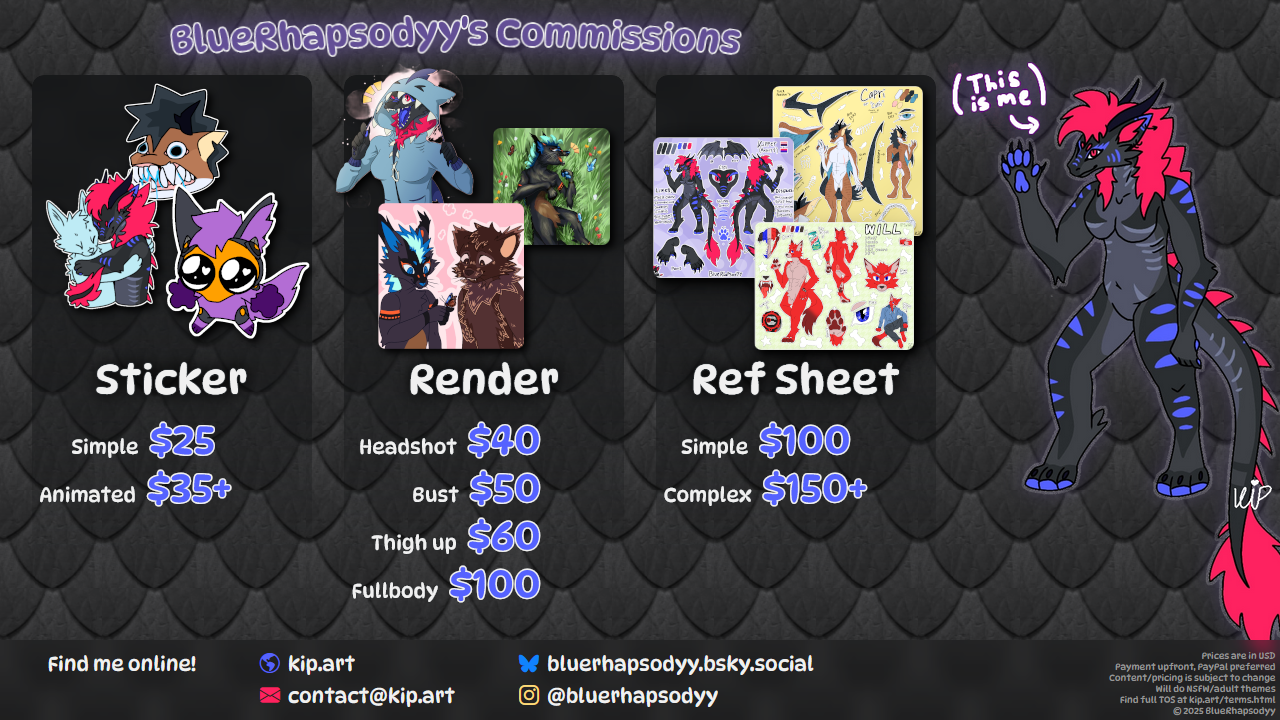 BlueRhapsodyy's Commissions
(This
is me)
Capri
WILL
Sticker
Simple $25
Animated $35+
Render
Headshot $40
Bust $50
Thigh up $60
Fullbody $100
Ref Sheet
Simple $100
Complex $150+
Kip
Find me online!
kip.art
contact@kip.art
bluerhapsodyy.bsky.social
@bluerhapsodyy
Prices are in USD
Payment upfront, PayPal preferred
Content/pricing is subject to change
Will do NSFW/adult themes
Find full TOS at kip.art/terms.html
© 2025 BlueRhapsodyy